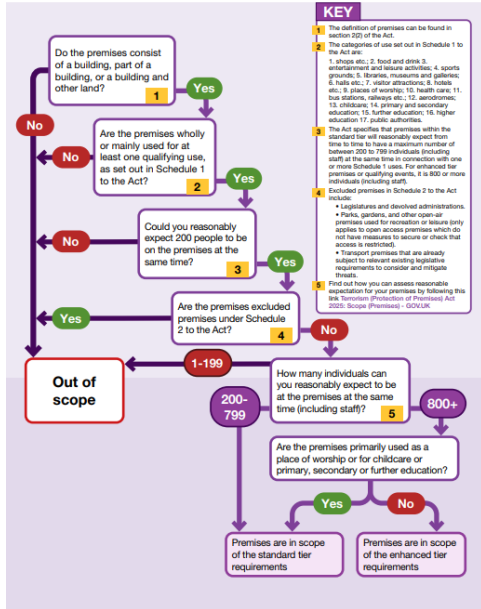 KEY
1 The definition of premises can be found in
section 2(2) of the Act.
2 The categories of use set out in Schedule 1 to
the Act are:
1. shops etc.; 2. food and drink 3.
entertainment and leisure activities; 4. sports
grounds; 5. libraries, museums and galleries;
6. halls etc.; 7. visitor attractions; 8. hotels
etc.; 9. places of worship; 10. health care; 11.
bus stations, railways etc.; 12. aerodromes;
13. childcare; 14. primary and secondary
education; 15. further education; 16. higher
education 17. public authorities.
3 The Act specifies that premises within the
standard tier will reasonably expect from
time to time to have a maximum number of
between 200 to 799 individuals (including
staff) at the same time in connection with one
or more Schedule 1 uses. For enhanced tier
premises or qualifying events, it is 800 or more
individuals (including staff).
4 Excluded premises in Schedule 2 to the Act
include:
• Legislatures and devolved administrations.
• Parks, gardens, and other open-air
premises used for recreation or leisure (only
applies to open access premises which do
not have measures to secure or check that
access is restricted).
• Transport premises that are already
subject to relevant existing legislative
requirements to consider and mitigate
threats.
5 Find out how you can assess reasonable
expectation for your premises by following this
link Terrorism (Protection of Premises) Act
2025: Scope (Premises) - GOV.UK
Do the premises consist
of a building, part of a
building, or a building and
other land?
1
Yes
No
Are the premises wholly
or mainly used for at
least one qualifying use,
as set out in Schedule 1
to the Act?
2
No
Yes
Could you reasonably
expect 200 people to be
on the premises at the
same time?
3
No
Yes
Are the premises excluded
premises under Schedule
2 to the Act?
4
Yes
No
Out of
scope
1-199
How many individuals can
you reasonably expect to be
at the premises at the same
time (including staff)?
5
200-
799
800+
Are the premises primarily used as a
place of worship or for childcare or
primary, secondary or further education?
Yes
No
Premises are in scope
of the standard tier
requirements
Premises are in scope
of the enhanced tier
requirements